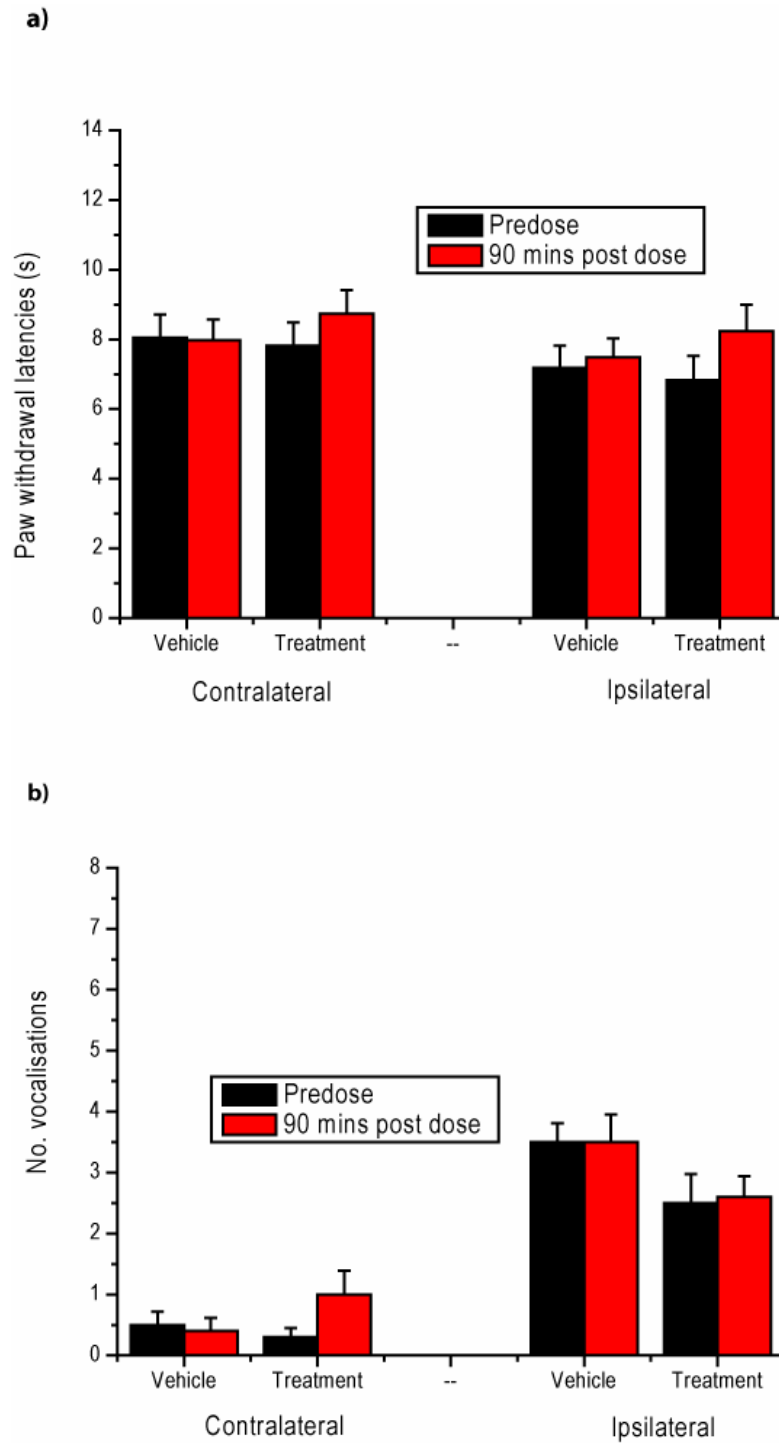 a)
14
12
10
8
6
4
2
0
Paw withdrawal latencies (s)
Predose
90 mins post dose
Vehicle Treatment -- Vehicle Treatment
Contralateral Ipsilateral
b)
8
7
6
5
4
3
2
1
0
No. vocalisations
Predose
90 mins post dose
Vehicle Treatment -- Vehicle Treatment
Contralateral Ipsilateral